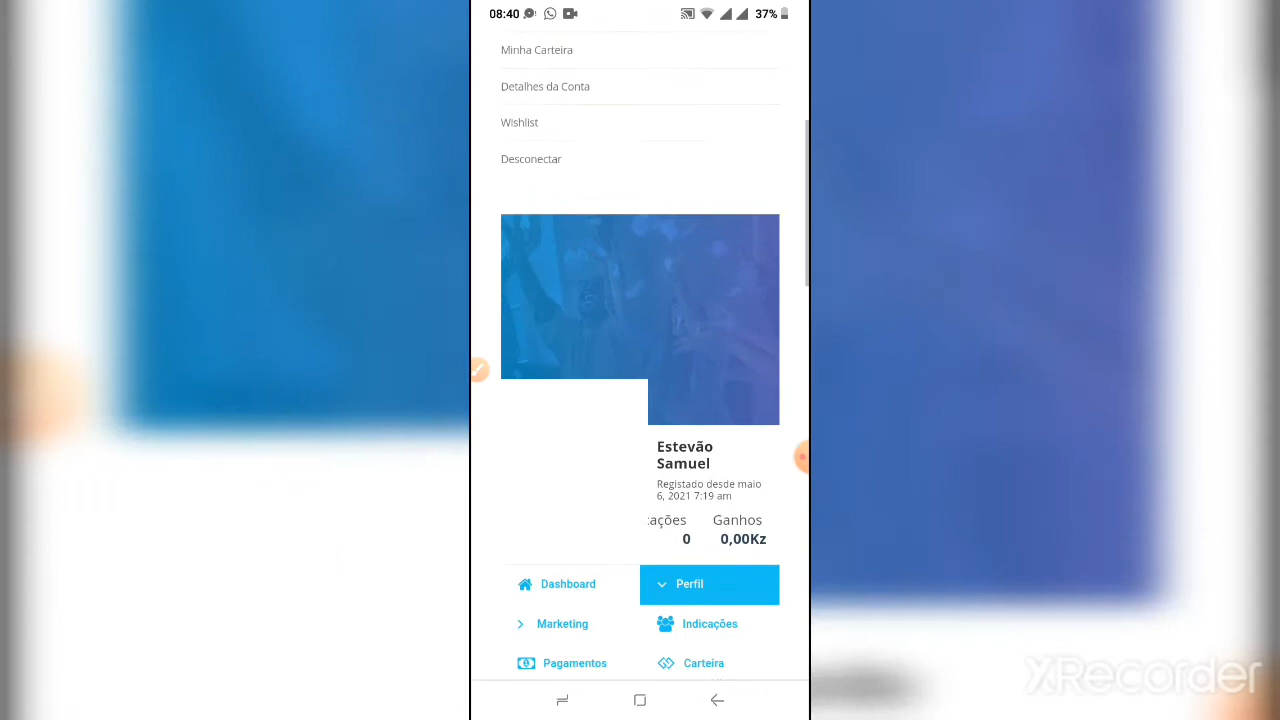 08:40
37%
Minha Carteira
Detalhes da Conta
Wishlist
Desconectar
Estevão
Samuel
Registado desde maio
6, 2021 7:19 am
cações Ganhos
0 0,00Kz
Dashboard Perfil
Marketing Indicações
Pagamentos Carteira
XRecorder